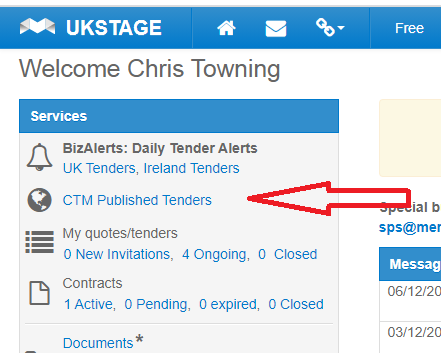 UKSTAGE
Free
Welcome Chris Towning
Services
BizAlerts: Daily Tender Alerts
UK Tenders, Ireland Tenders
CTM Published Tenders
My quotes/tenders
0 New Invitations, 4 Ongoing, 0 Closed
Contracts
1 Active, 0 Pending, 0 expired, 0 Closed
Documents*
Special b
sps@mer
Messag
06/12/20
03/12/20